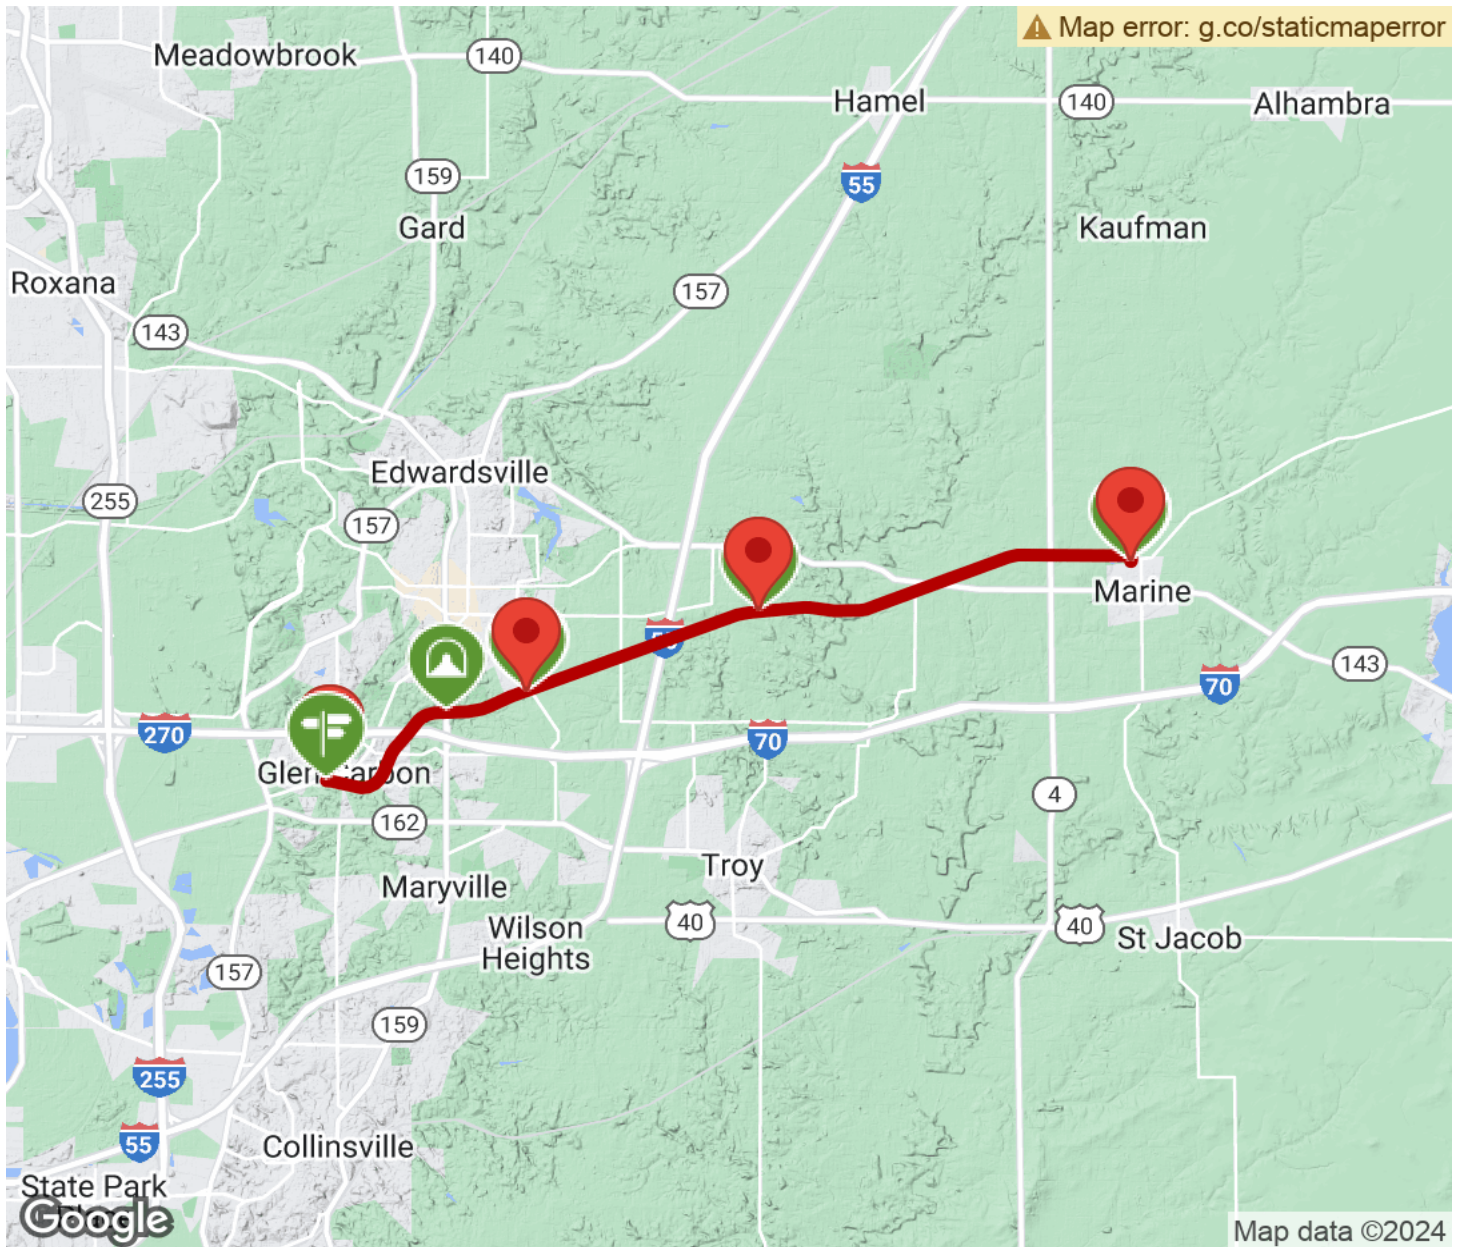 Map error: g.co/staticmaperror
Meadowbrook
140
Hamel
140
Alhambra
159
55
Gard
Kaufman
Roxana
157
143
Edwardsville
255
157
Marine
143
70
270
70
Glen Carbon
4
162
Troy
Maryville
40
Wilson
Heights
40
St Jacob
157
159
255
55
Collinsville
State Park
Google
Map data ©2024